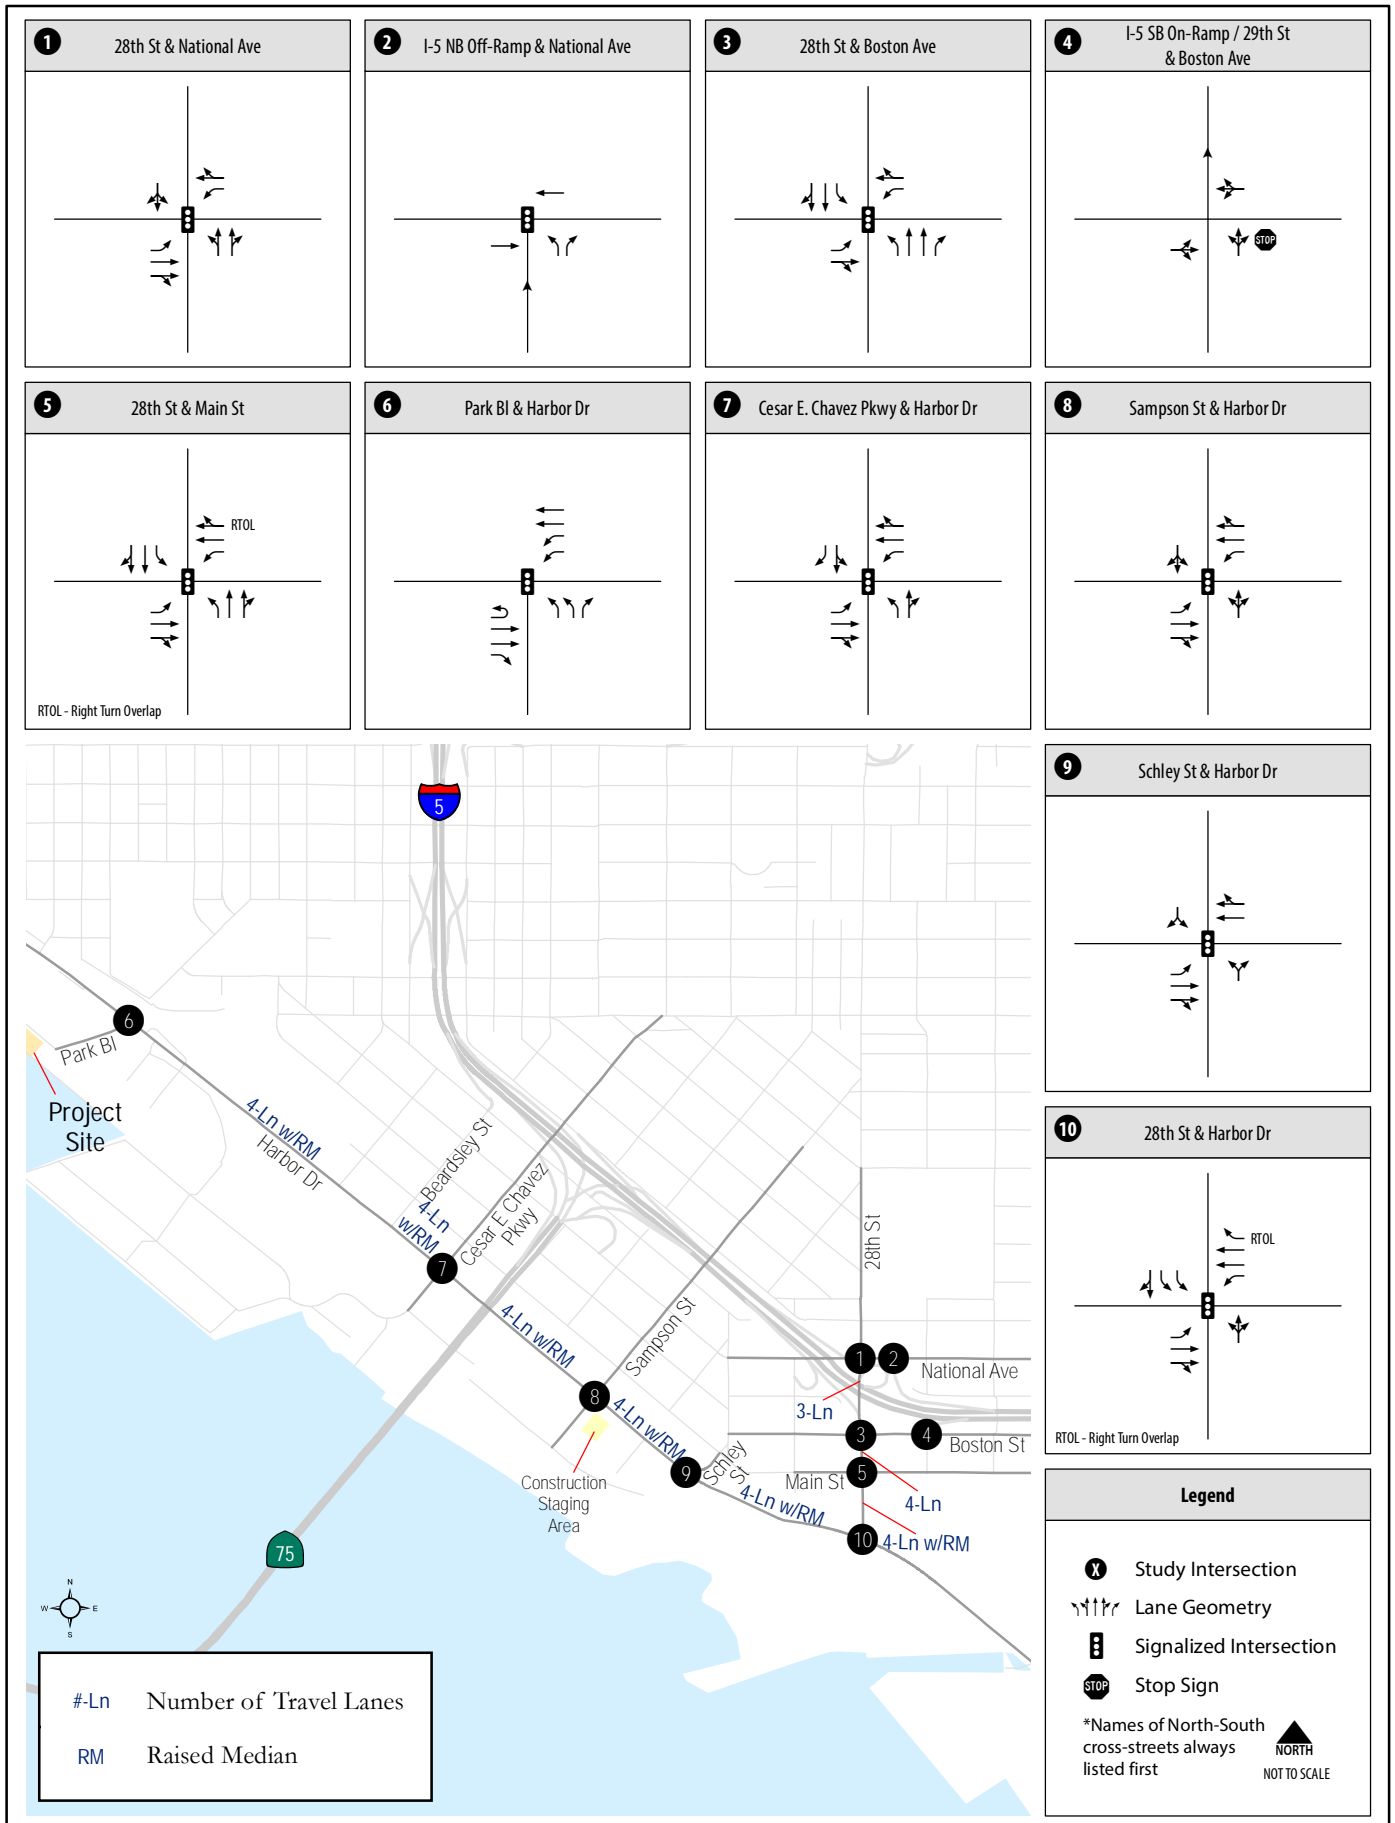 1
28th St & National Ave
2
I-5 NB Off-Ramp & National Ave
3
28th St & Boston Ave
4
I-5 SB On-Ramp / 29th St
& Boston Ave
STOP
5
28th St & Main St
RTOL
RTOL - Right Turn Overlap
6
Park Bl & Harbor Dr
7
Cesar E. Chavez Pkwy & Harbor Dr
8
Sampson St & Harbor Dr
9
Schley St & Harbor Dr
10
28th St & Harbor Dr
RTOL
RTOL - Right Turn Overlap
5
6
Park Bl
Project
Site
4-Ln w/RM
Harbor Dr
Beardsley St
4-Ln
w/RM
Cesar E Chavez
Pkwy
7
4-Ln w/RM
Sampson St
28th St
1
2
National Ave
3-Ln
8
4-Ln w/RM
3
4
Boston St
Construction
Staging
Area
9
Schley
St
Main St
5
4-Ln w/RM
4-Ln
10
4-Ln w/RM
75
N
W
E
S
#-Ln Number of Travel Lanes
RM Raised Median
Legend
X Study Intersection
Lane Geometry
Signalized Intersection
STOP Stop Sign
*Names of North-South
cross-streets always
listed first
NORTH
NOT TO SCALE